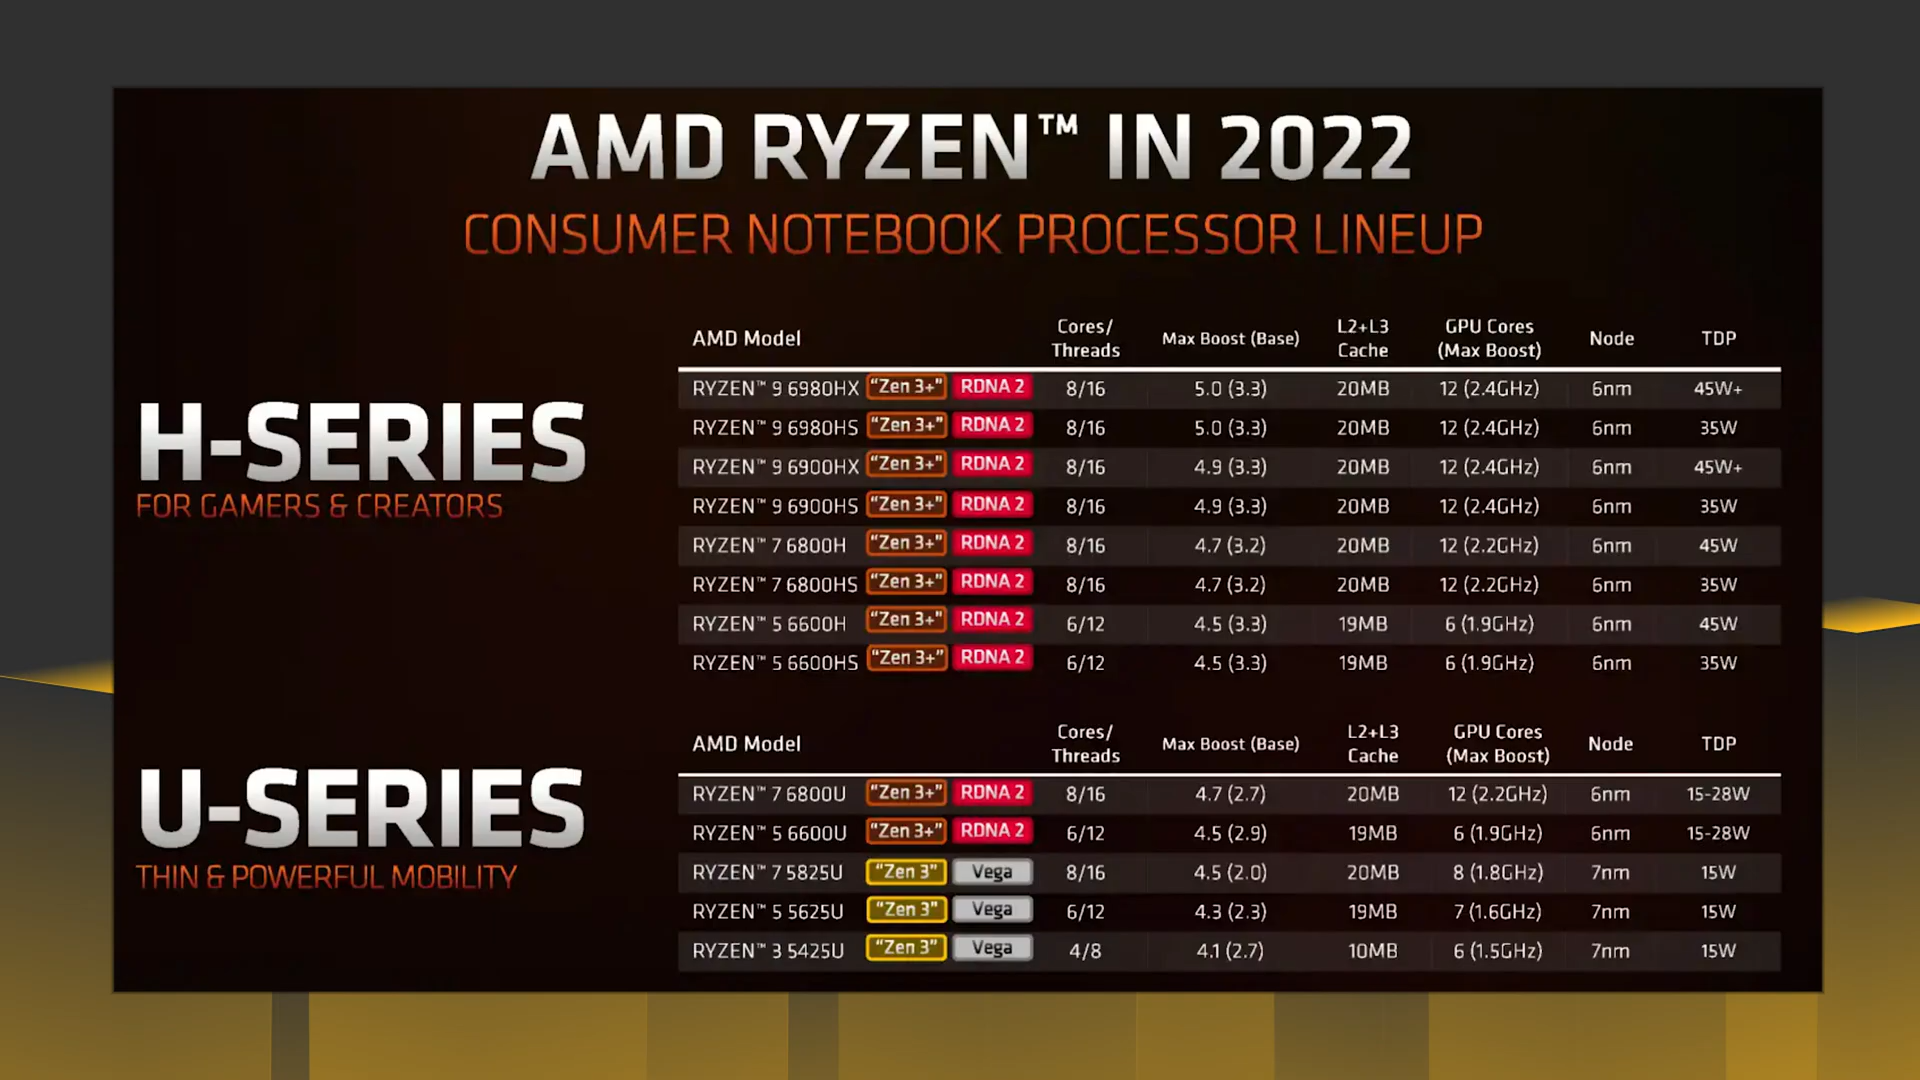 AMD RYZEN™ IN 2022
CONSUMER NOTEBOOK PROCESSOR LINEUP
H-SERIES
FOR GAMERS & CREATORS
AMD Model Cores/ Threads Max Boost (Base) L2+L3 Cache GPU Cores (Max Boost) Node TDP
RYZEN™ 9 6980HX "Zen 3+" RDNA 2 8/16 5.0 (3.3) 20MB 12 (2.4GHz) 6nm 45W+
RYZEN™ 9 6980HS "Zen 3+" RDNA 2 8/16 5.0 (3.3) 20MB 12 (2.4GHz) 6nm 35W
RYZEN™ 9 6900HX "Zen 3+" RDNA 2 8/16 4.9 (3.3) 20MB 12 (2.4GHz) 6nm 45W+
RYZEN™ 9 6900HS "Zen 3+" RDNA 2 8/16 4.9 (3.3) 20MB 12 (2.4GHz) 6nm 35W
RYZEN™ 7 6800H "Zen 3+" RDNA 2 8/16 4.7 (3.2) 20MB 12 (2.2GHz) 6nm 45W
RYZEN™ 7 6800HS "Zen 3+" RDNA 2 8/16 4.7 (3.2) 20MB 12 (2.2GHz) 6nm 35W
RYZEN™ 5 6600H "Zen 3+" RDNA 2 6/12 4.5 (3.3) 19MB 6 (1.9GHz) 6nm 45W
RYZEN™ 5 6600HS "Zen 3+" RDNA 2 6/12 4.5 (3.3) 19MB 6 (1.9GHz) 6nm 35W
U-SERIES
THIN & POWERFUL MOBILITY
AMD Model Cores/ Threads Max Boost (Base) L2+L3 Cache GPU Cores (Max Boost) Node TDP
RYZEN™ 7 6800U "Zen 3+" RDNA 2 8/16 4.7 (2.7) 20MB 12 (2.2GHz) 6nm 15-28W
RYZEN™ 5 6600U "Zen 3+" RDNA 2 6/12 4.5 (2.9) 19MB 6 (1.9GHz) 6nm 15-28W
RYZEN™ 7 5825U "Zen 3" Vega 8/16 4.5 (2.0) 20MB 8 (1.8GHz) 7nm 15W
RYZEN™ 5 5625U "Zen 3" Vega 6/12 4.3 (2.3) 19MB 7 (1.6GHz) 7nm 15W
RYZEN™ 3 5425U "Zen 3" Vega 4/8 4.1 (2.7) 10MB 6 (1.5GHz) 7nm 15W